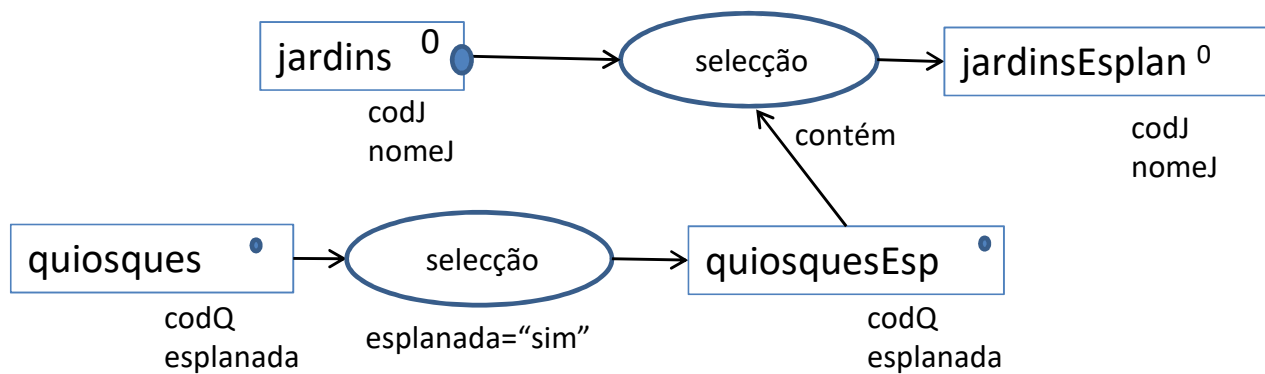 jardins 0
selecção
jardinsEsplan 0
codJ
nomeJ
contém
codJ
nomeJ
quiosques
selecção
quiosquesEsp
codQ
esplanada
esplanada=“sim”
codQ
esplanada